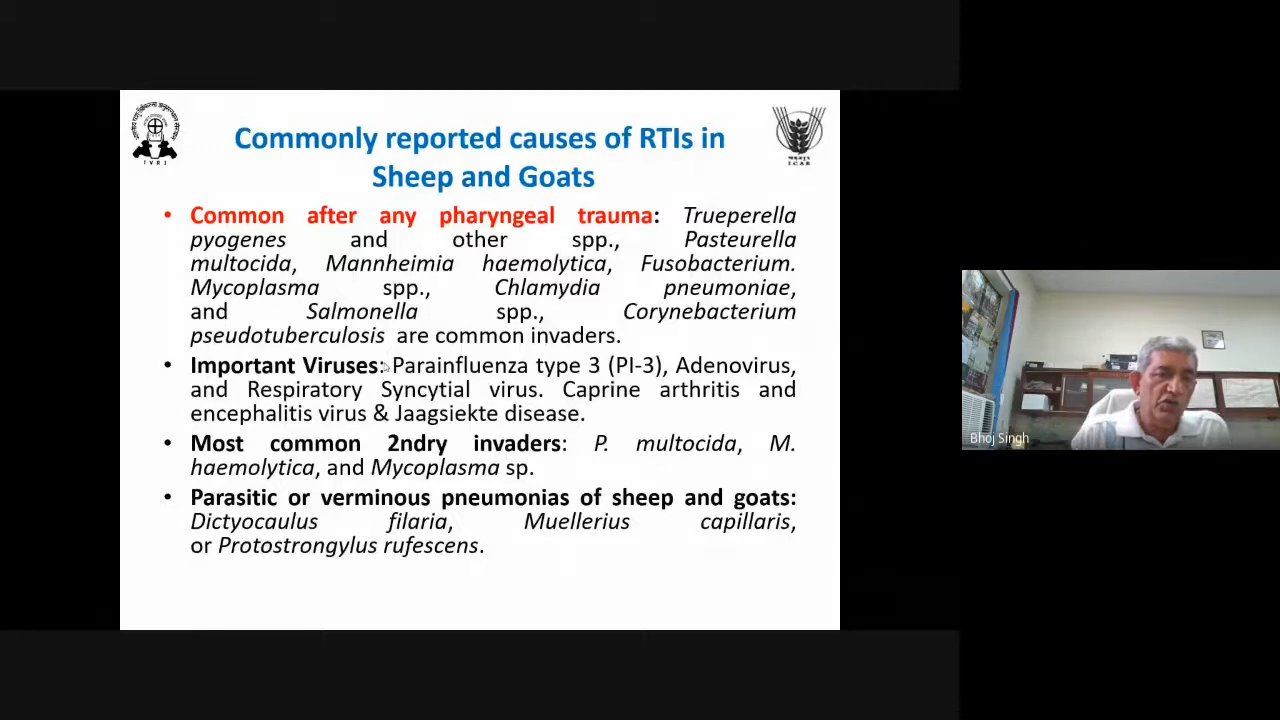 Commonly reported causes of RTIs in
Sheep and Goats
• Common after any pharyngeal trauma: Trueperella
pyogenes and other spp., Pasteurella
multocida, Mannheimia haemolytica, Fusobacterium.
Mycoplasma spp., Chlamydia pneumoniae,
and Salmonella spp., Corynebacterium
pseudotuberculosis are common invaders.
• Important Viruses: Parainfluenza type 3 (PI-3), Adenovirus,
and Respiratory Syncytial virus. Caprine arthritis and
encephalitis virus & Jaagsiekte disease.
• Most common 2ndry invaders: P. multocida, M.
haemolytica, and Mycoplasma sp.
• Parasitic or verminous pneumonias of sheep and goats:
Dictyocaulus filaria, Muellerius capillaris,
or Protostrongylus rufescens.
I V R I
ICAR
Bhoj Singh